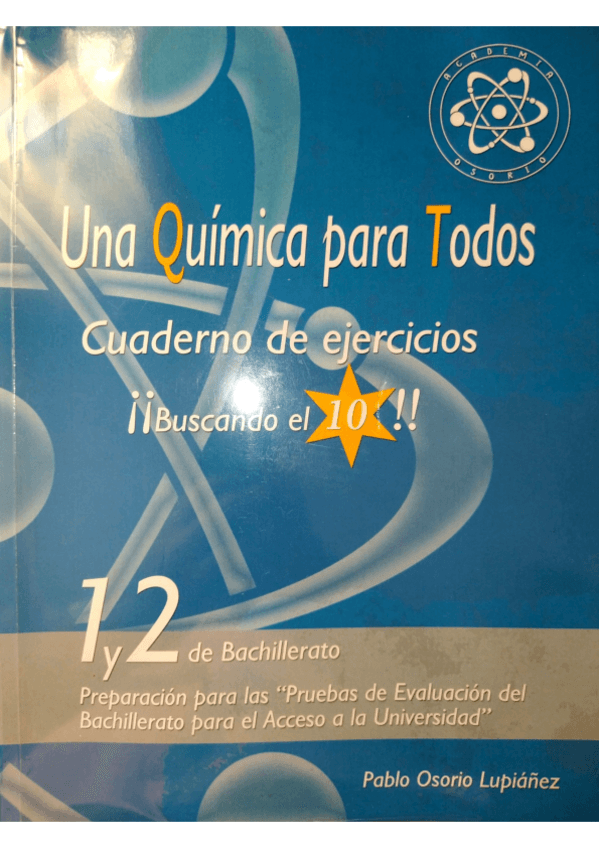 ACADEMIA
OSORIO
Una Química para Todos
Cuaderno de ejercicios
¡¡Buscando el 10!!
1y2 de Bachillerato
Preparación para las "Pruebas de Evaluación del
Bachillerato para el Acceso a la Universidad"
Pablo Osorio Lupiáñez